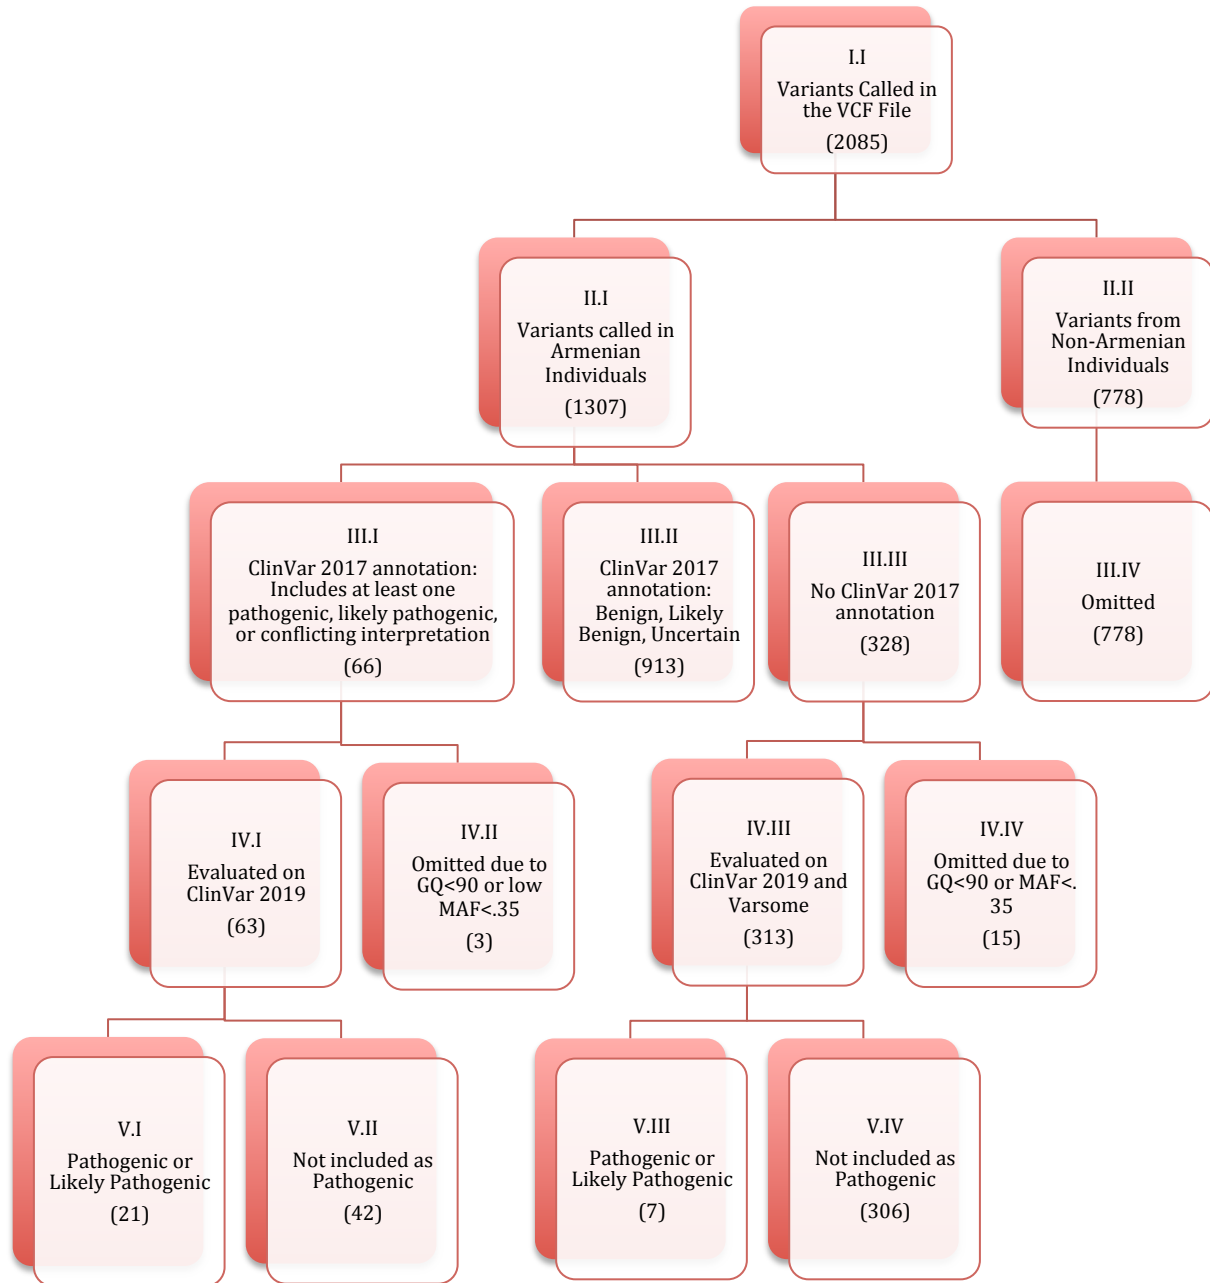 I.I
Variants Called in
the VCF File
(2085)
II.I
Variants called in
Armenian
Individuals
(1307)
II.II
Variants from
Non-Armenian
Individuals
(778)
III.I
ClinVar 2017 annotation:
Includes at least one
pathogenic, likely pathogenic,
or conflicting interpretation
(66)
III.II
ClinVar 2017
annotation:
Benign, Likely
Benign, Uncertain
(913)
III.III
No ClinVar 2017
annotation
(328)
III.IV
Omitted
(778)
IV.I
Evaluated on
ClinVar 2019
(63)
IV.II
Omitted due to
GQ<90 or low
MAF<.35
(3)
IV.III
Evaluated on
ClinVar 2019 and
Varsome
(313)
IV.IV
Omitted due to
GQ<90 or MAF<.
35
(15)
V.I
Pathogenic or
Likely Pathogenic
(21)
V.II
Not included as
Pathogenic
(42)
V.III
Pathogenic or
Likely Pathogenic
(7)
V.IV
Not included as
Pathogenic
(306)